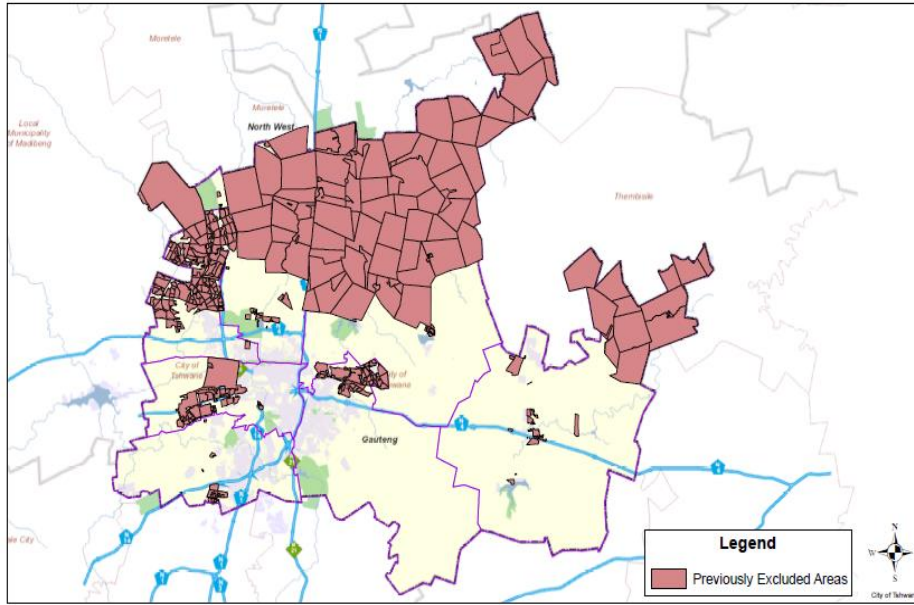 Moretele
Moretele
North West
Local
Municipality
of Madibeng
Thembisile
City of
Tshwane
City of
Tshwane
Gauteng
City
Legend
Previously Excluded Areas
N
W
E
S
City of Tshwane